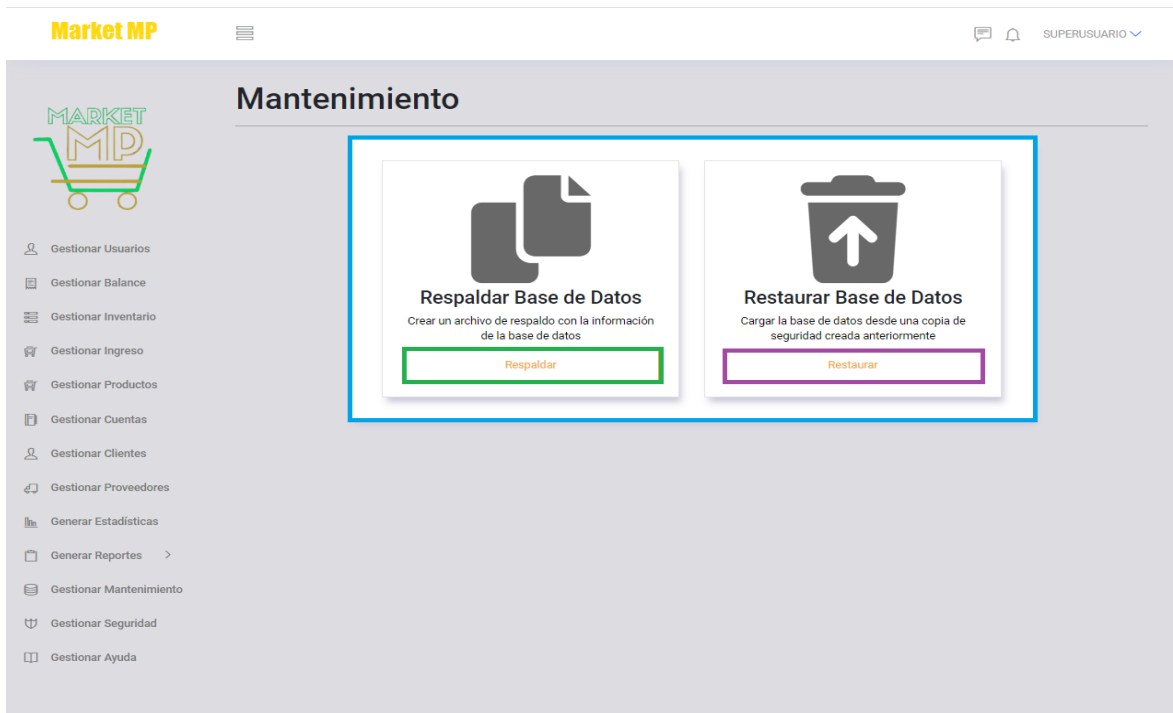 Market MP
SUPERUSUARIO
MARKET
MP
Mantenimiento
Respaldar Base de Datos
Crear un archivo de respaldo con la información
de la base de datos
Respaldar
Restaurar Base de Datos
Cargar la base de datos desde una copia de
seguridad creada anteriormente
Restaurar
Gestionar Usuarios
Gestionar Balance
Gestionar Inventario
Gestionar Ingreso
Gestionar Productos
Gestionar Cuentas
Gestionar Clientes
Gestionar Proveedores
Generar Estadísticas
Generar Reportes
Gestionar Mantenimiento
Gestionar Seguridad
Gestionar Ayuda